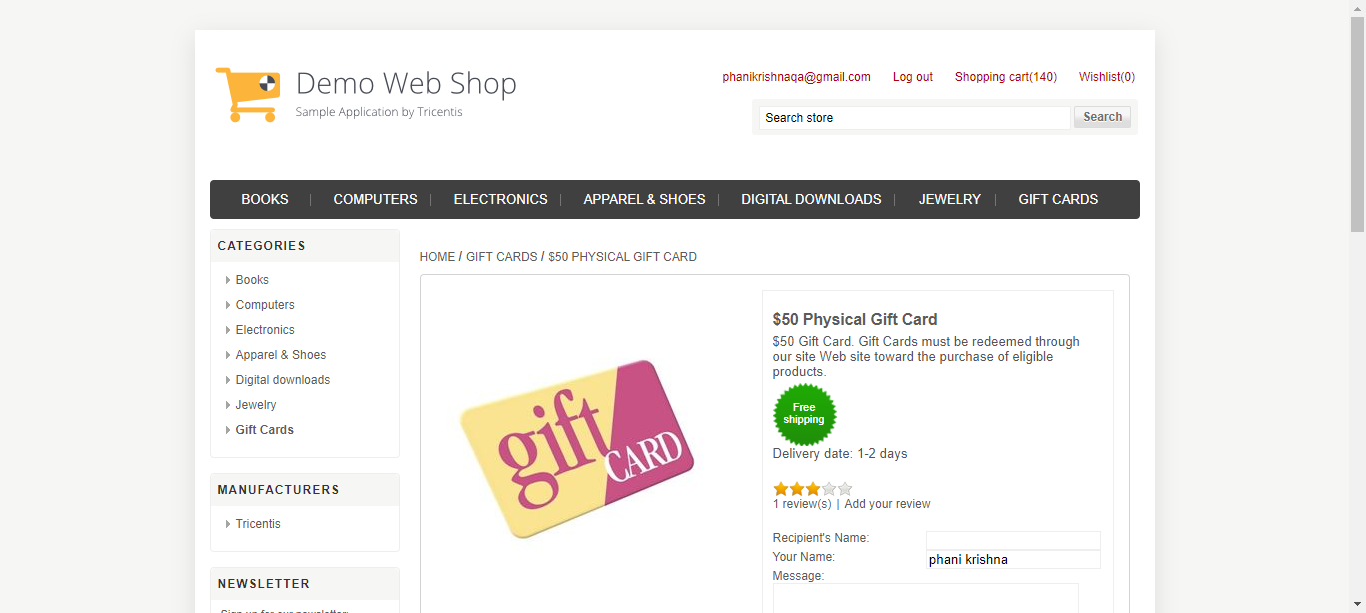 Demo Web Shop
Sample Application by Tricentis
phanikrishnaqa@gmail.com Log out Shopping cart(140) Wishlist(0)
Search store Search
BOOKS | COMPUTERS | ELECTRONICS | APPAREL & SHOES | DIGITAL DOWNLOADS | JEWELRY | GIFT CARDS
CATEGORIES
Books
Computers
Electronics
Apparel & Shoes
Digital downloads
Jewelry
Gift Cards
MANUFACTURERS
Tricentis
NEWSLETTER
Sign up for our newsletter:
HOME / GIFT CARDS / $50 PHYSICAL GIFT CARD
gift
CARD
$50 Physical Gift Card
$50 Gift Card. Gift Cards must be redeemed through
our site Web site toward the purchase of eligible
products.
Free
shipping
Delivery date: 1-2 days
1 review(s) | Add your review
Recipient's Name:
Your Name: phani krishna
Message: